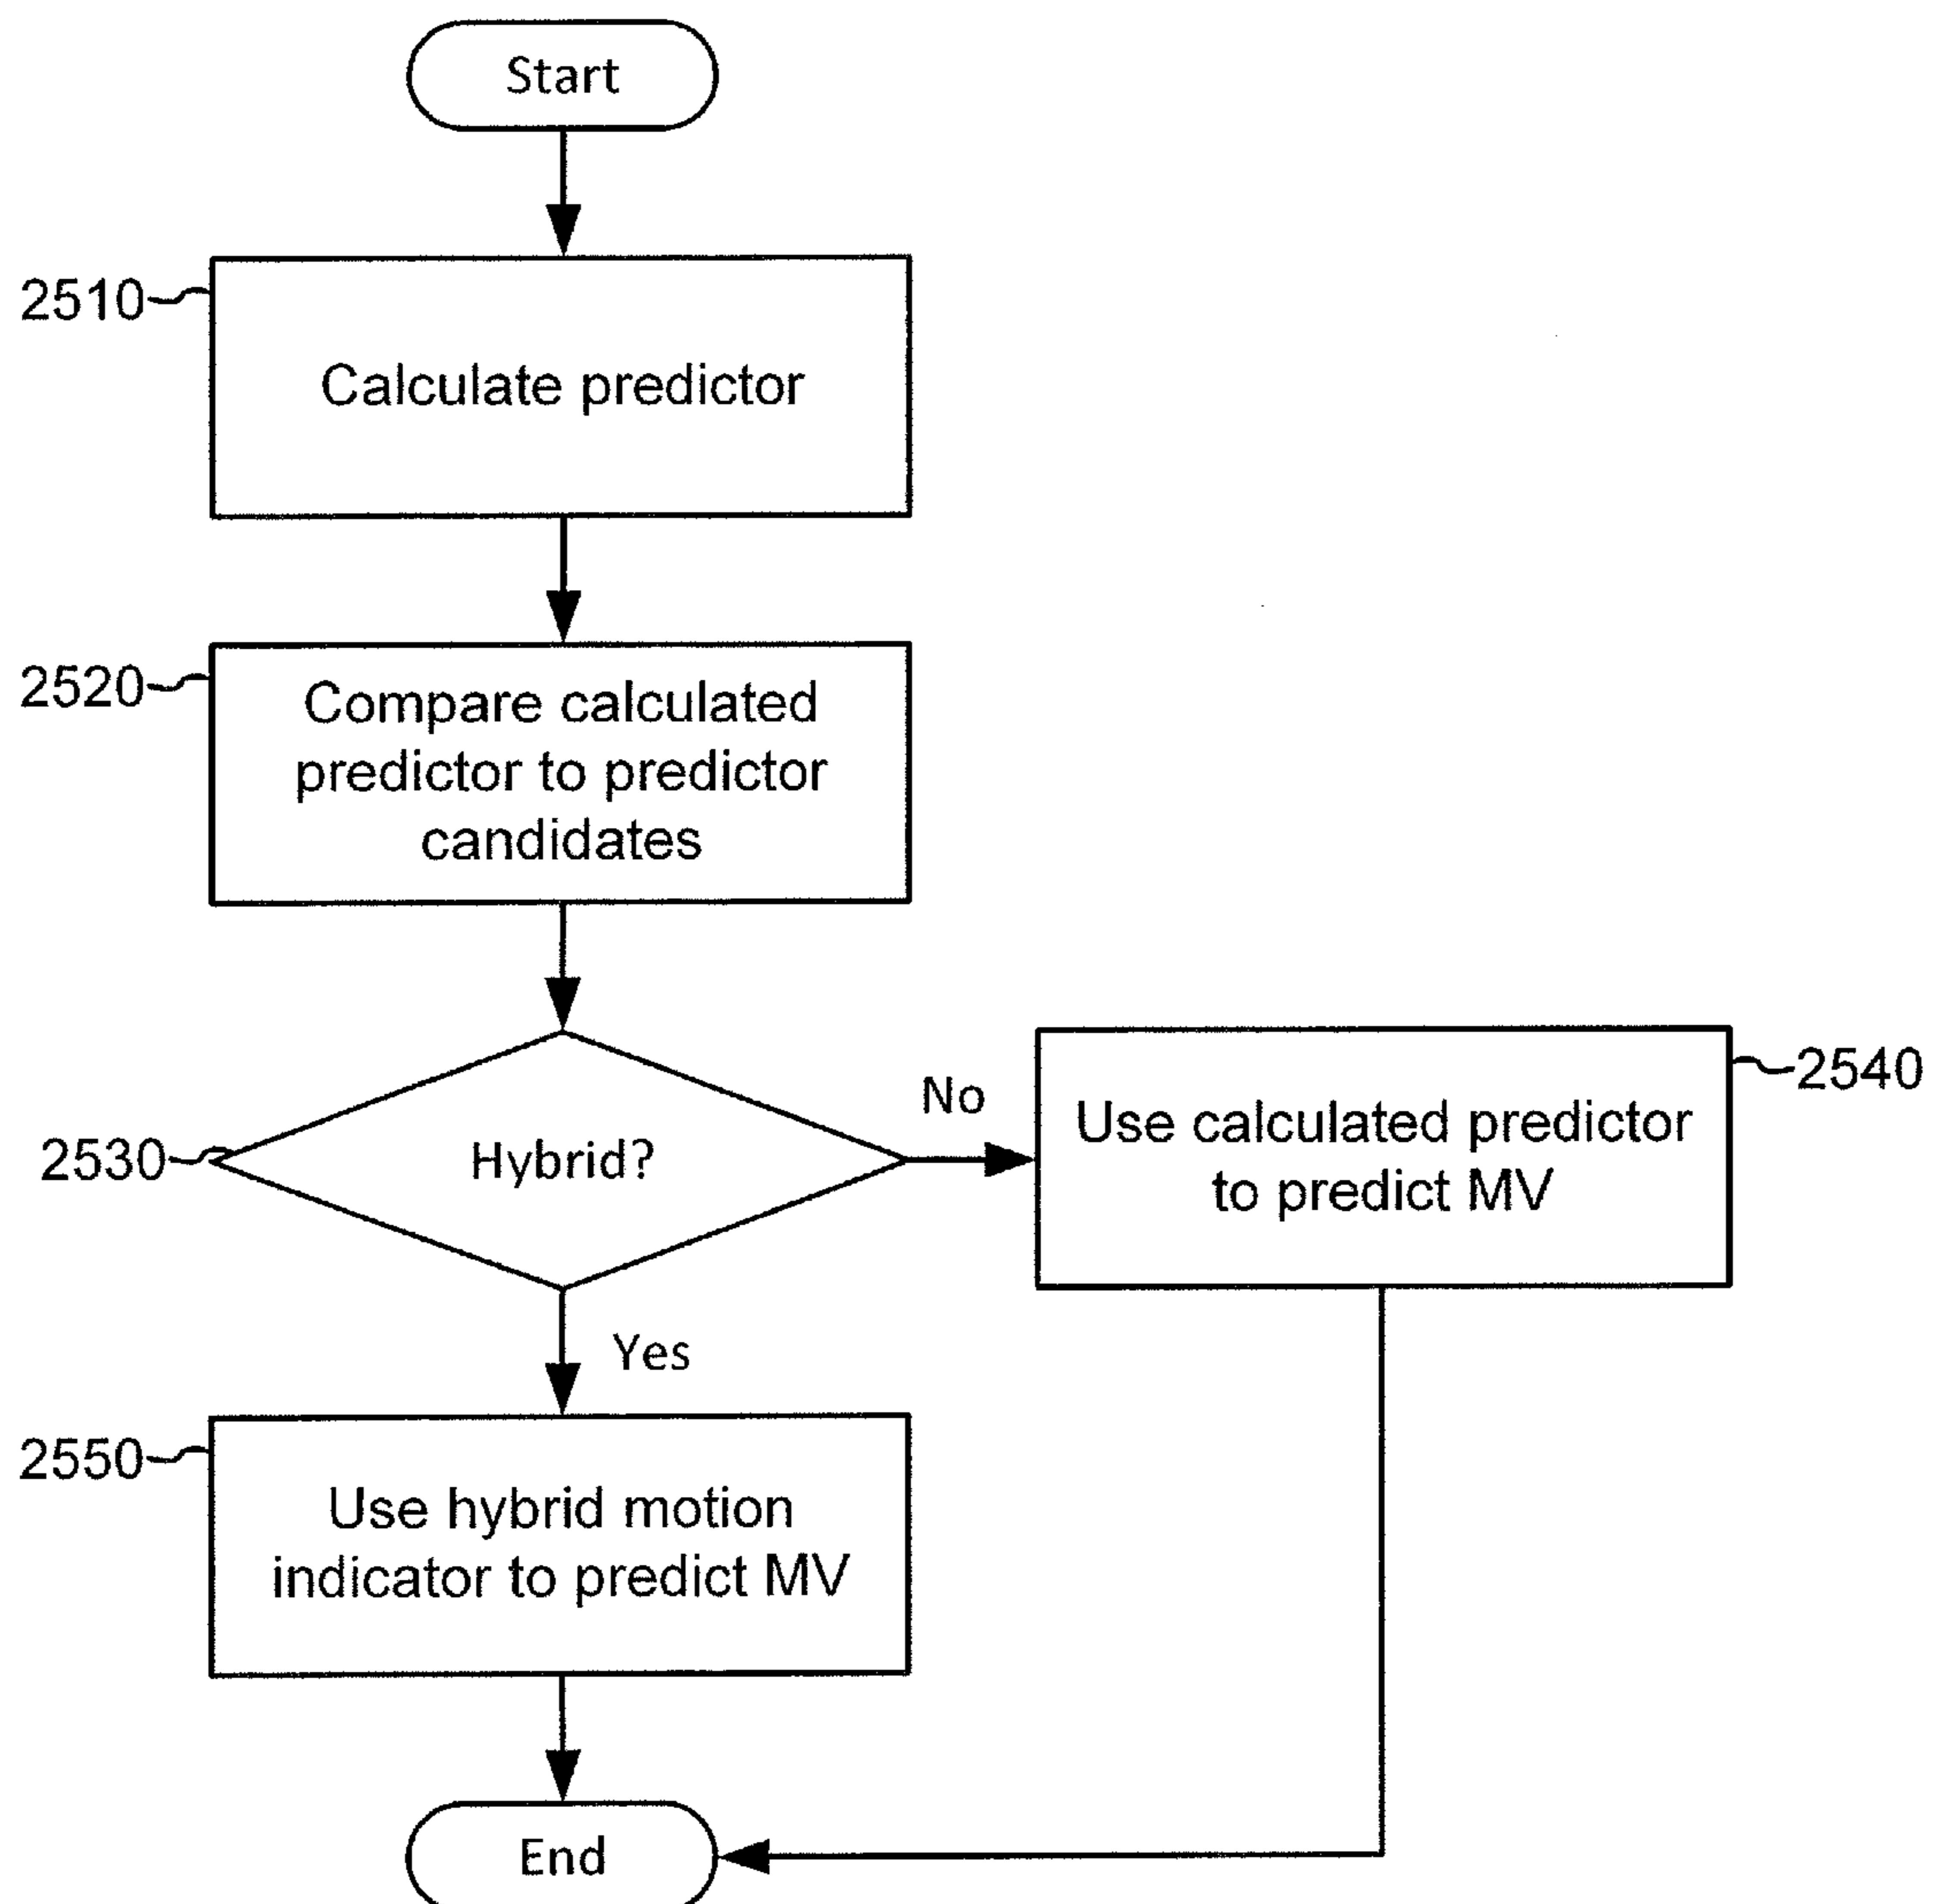 Start
2510
Calculate predictor
2520
Compare calculated
predictor to predictor
candidates
2530
Hybrid?
No
2540
Use calculated predictor
to predict MV
Yes
2550
Use hybrid motion
indicator to predict MV
End